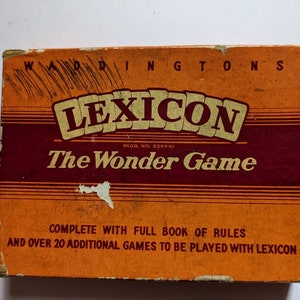 WADDINGTONS
LEXICON
The Wonder Game
COMPLETE WITH FULL BOOK OF RULES
AND OVER 20 ADDITIONAL GAMES TO BE PLAYED WITH LEXICON